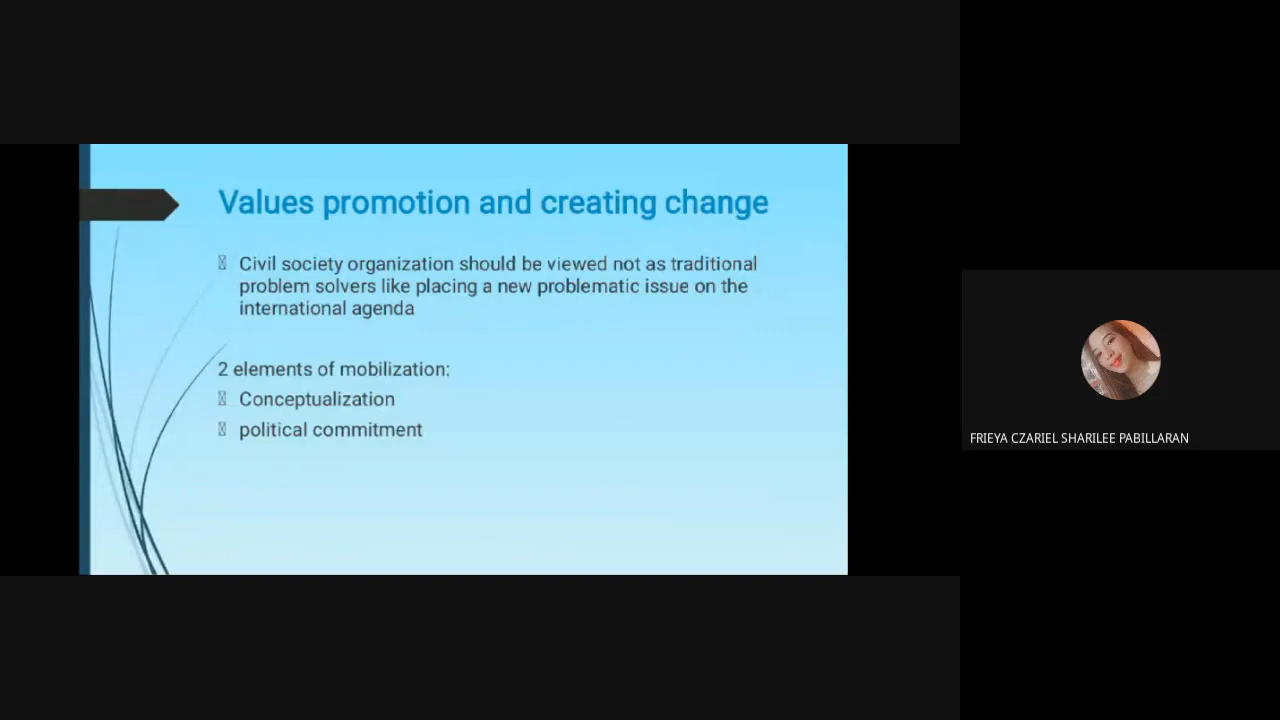 Values promotion and creating change
Civil society organization should be viewed not as traditional
problem solvers like placing a new problematic issue on the
international agenda
2 elements of mobilization:
Conceptualization
political commitment
FRIEYA CZARIEL SHARILEE PABILLARAN